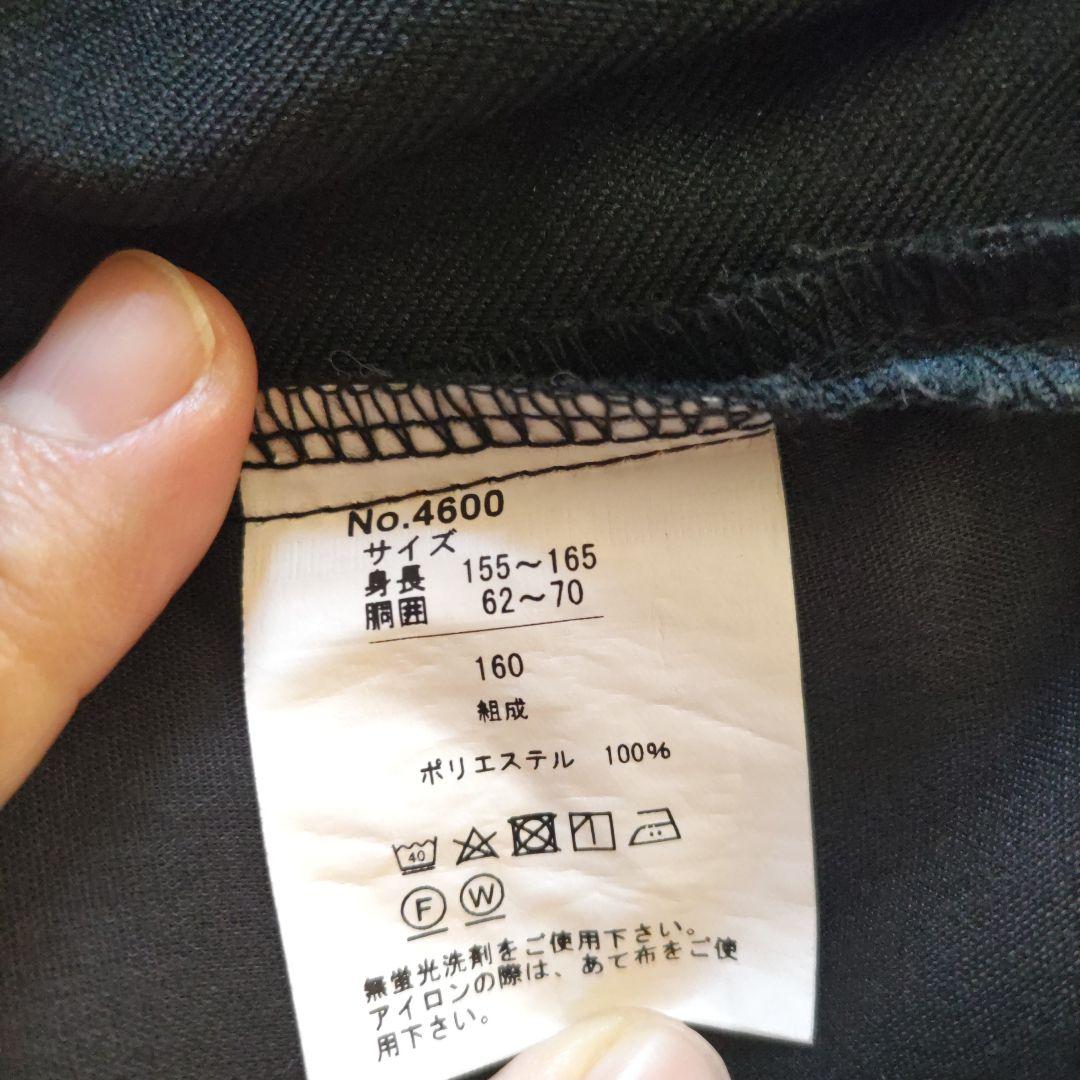 No.4600
サイズ
身長 155～165
胴囲 62～70
160
組成
ポリエステル 100%
40
F W
無蛍光洗剤をご使用下さい。
アイロンの際は、あて布をご使
用下さい。